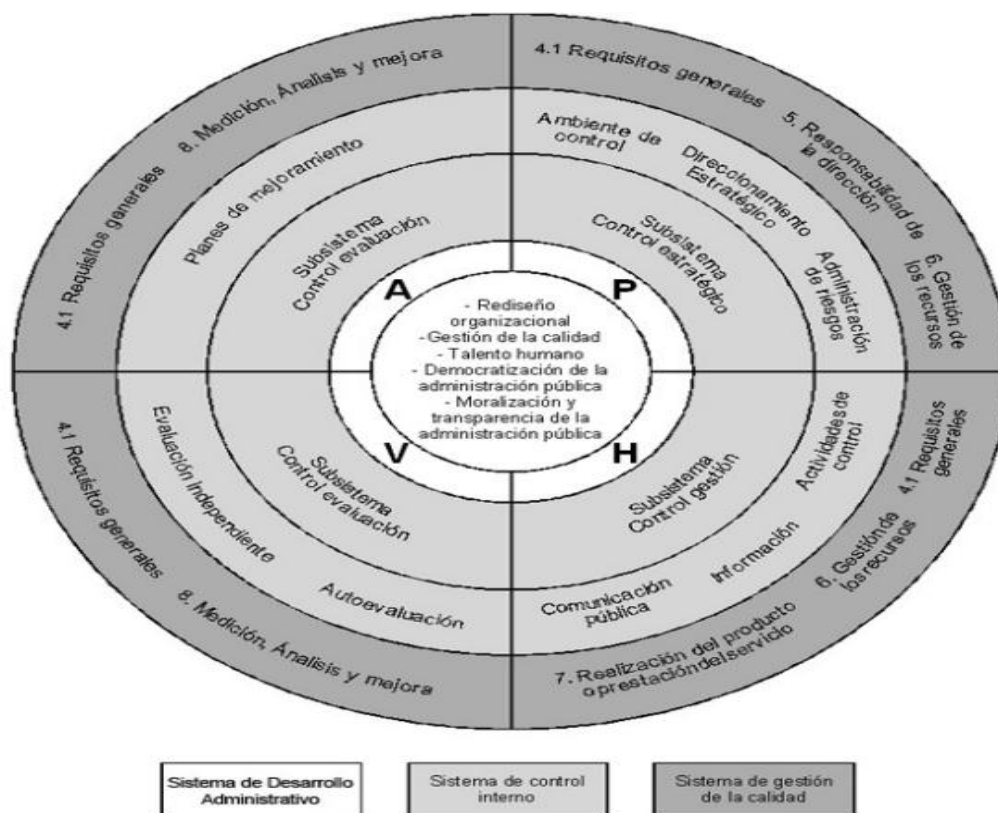 8. Medición, Análisis y mejora
4.1 Requisitos generales
Planes de mejoramiento
Subsistema
Control evaluación
4.1 Requisitos generales
5. Responsabilidad de
la dirección
6. Gestión de
los recursos
Ambiente de
control
Direccionamiento
Estratégico
Administración
de riesgos
Subsistema
Control estratégico
A
P
- Rediseño
organizacional
-Gestión de la calidad
- Talento humano
- Democratización de la
administración pública
- Moralización y
transparencia de la
administración pública
V
H
4.1 Requisitos generales
8. Medición, Ánalisis y mejora
Evaluación Independiente
Autoevaluación
Subsistema
Control evaluación
Subsistema
Control gestión
Actividades de
control
Información
Comunicación
pública
4.1 Requisitos
generales
6. Gestión de
los recursos
7. Realización del producto
o prestación del servicio
Sistema de Desarrollo
Administrativo
Sistema de control
interno
Sistema de gestión
de la calidad